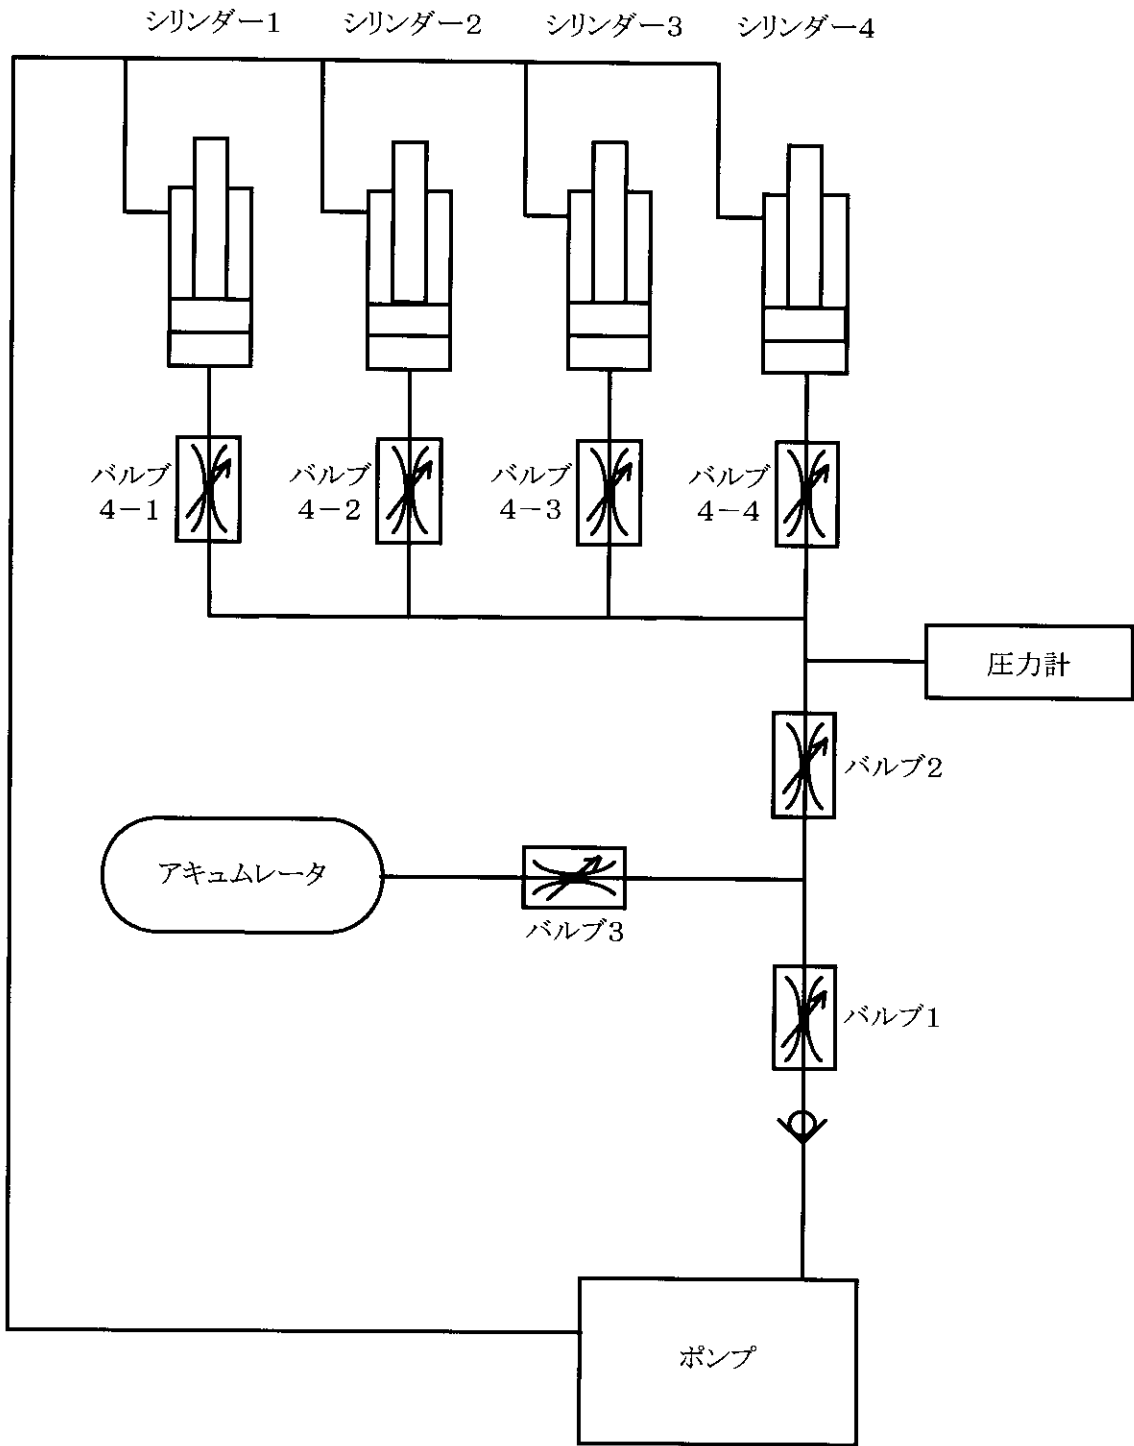 シリンダー1
シリンダー2
シリンダー3
シリンダー4
バルブ
4-1
バルブ
4-2
バルブ
4-3
バルブ
4-4
圧力計
バルブ2
アキュムレータ
バルブ3
バルブ1
ポンプ